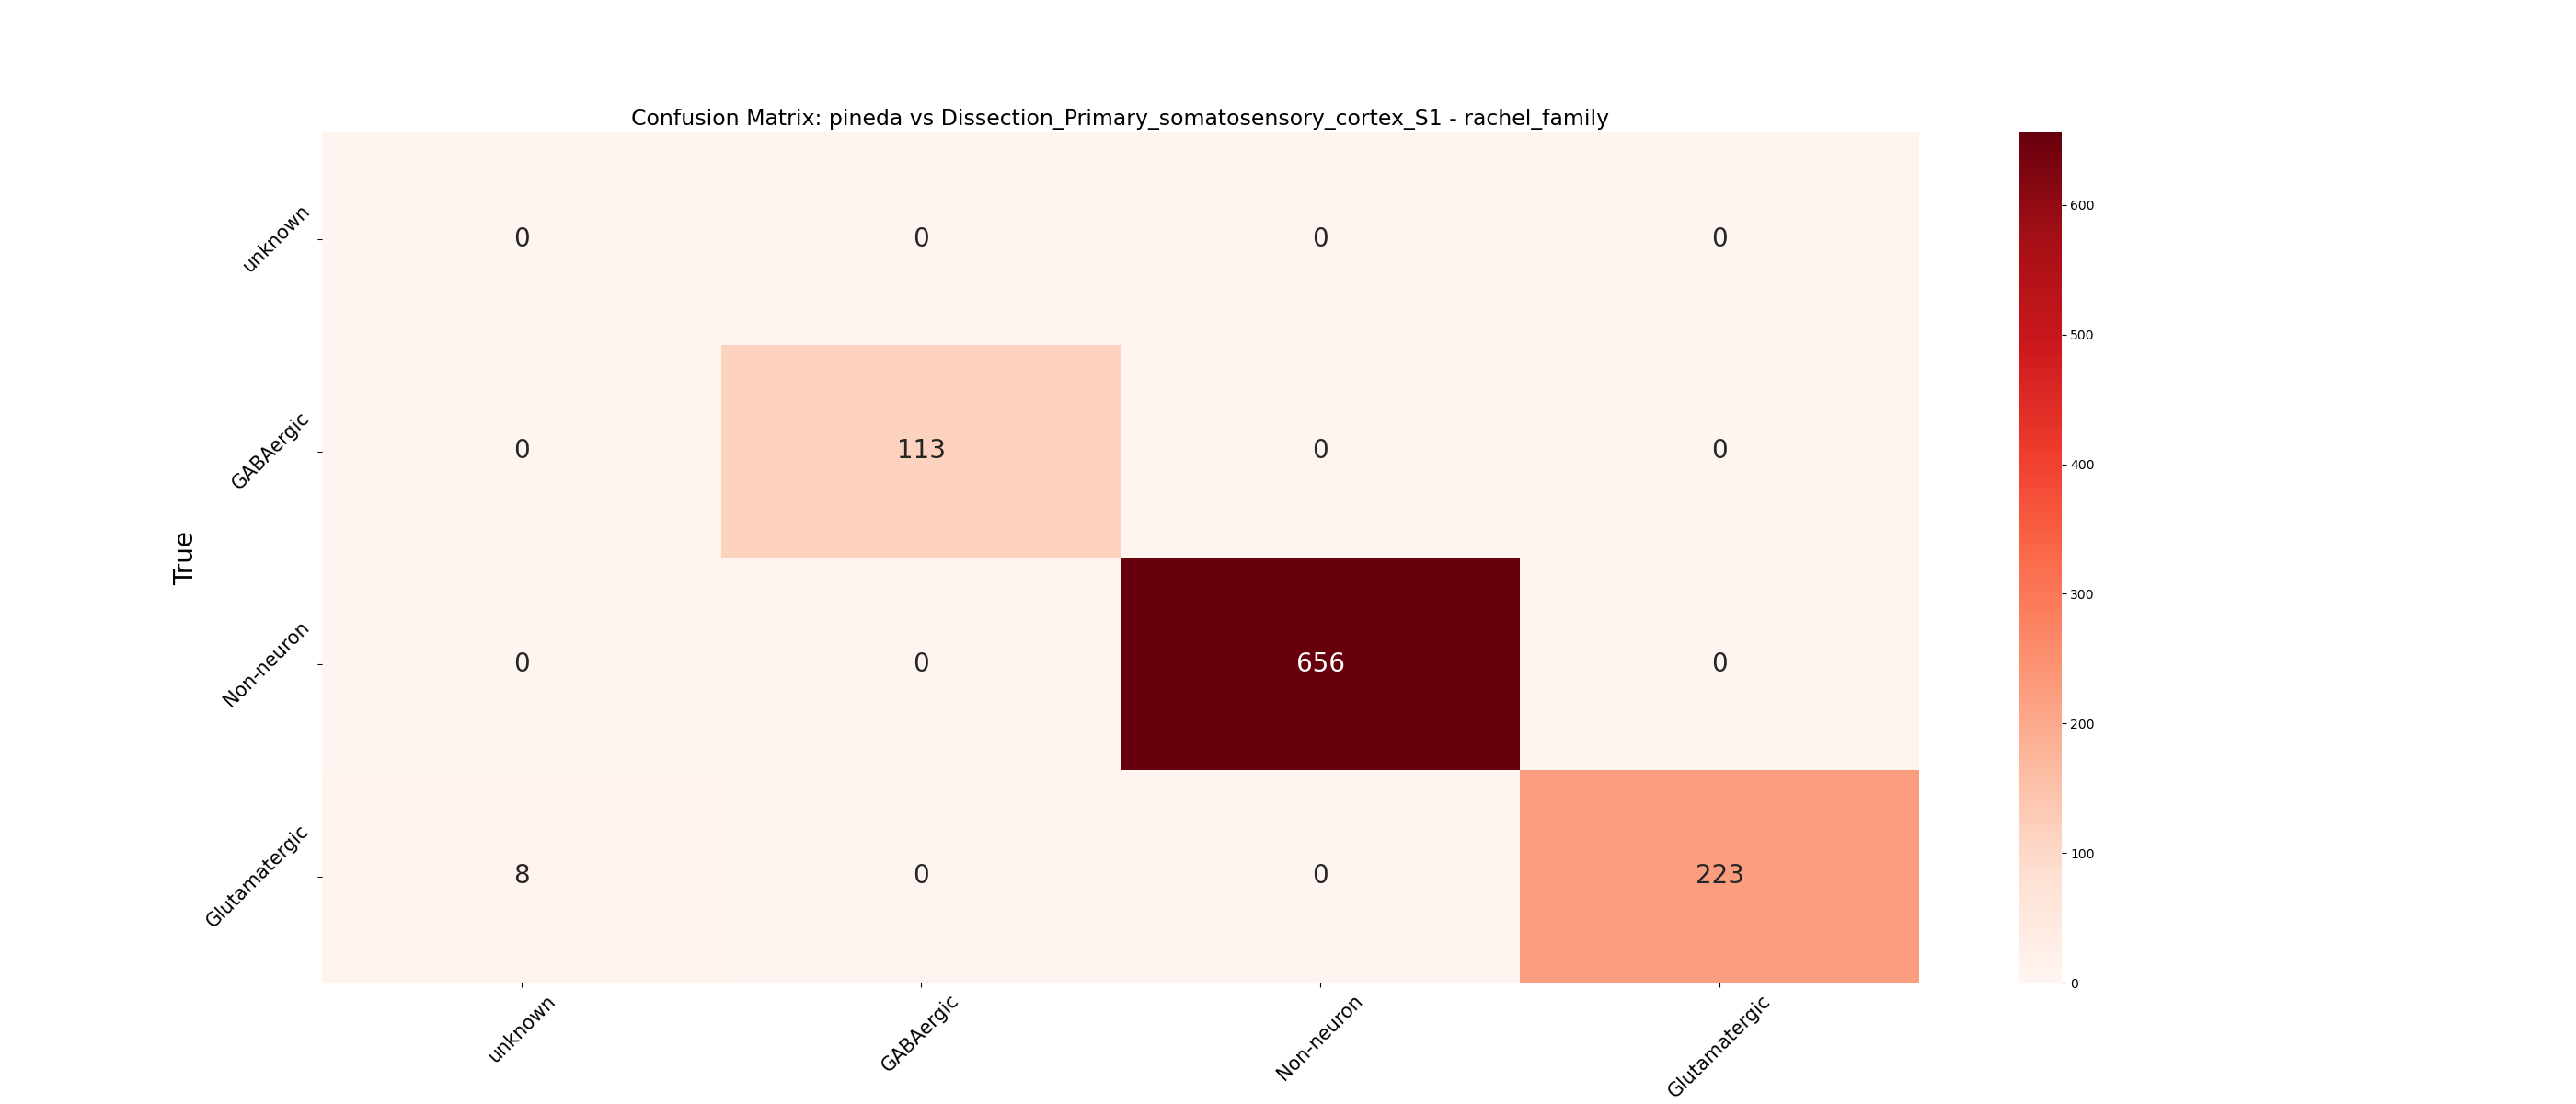 Confusion Matrix: pineda vs Dissection_Primary_somatosensory_cortex_S1 - rachel_family
True
unknown 0 0 0 0
GABAergic 0 113 0 0
Non-neuron 0 0 656 0
Glutamatergic 8 0 0 223
unknown GABAergic Non-neuron Glutamatergic
600
500
400
300
200
100
0